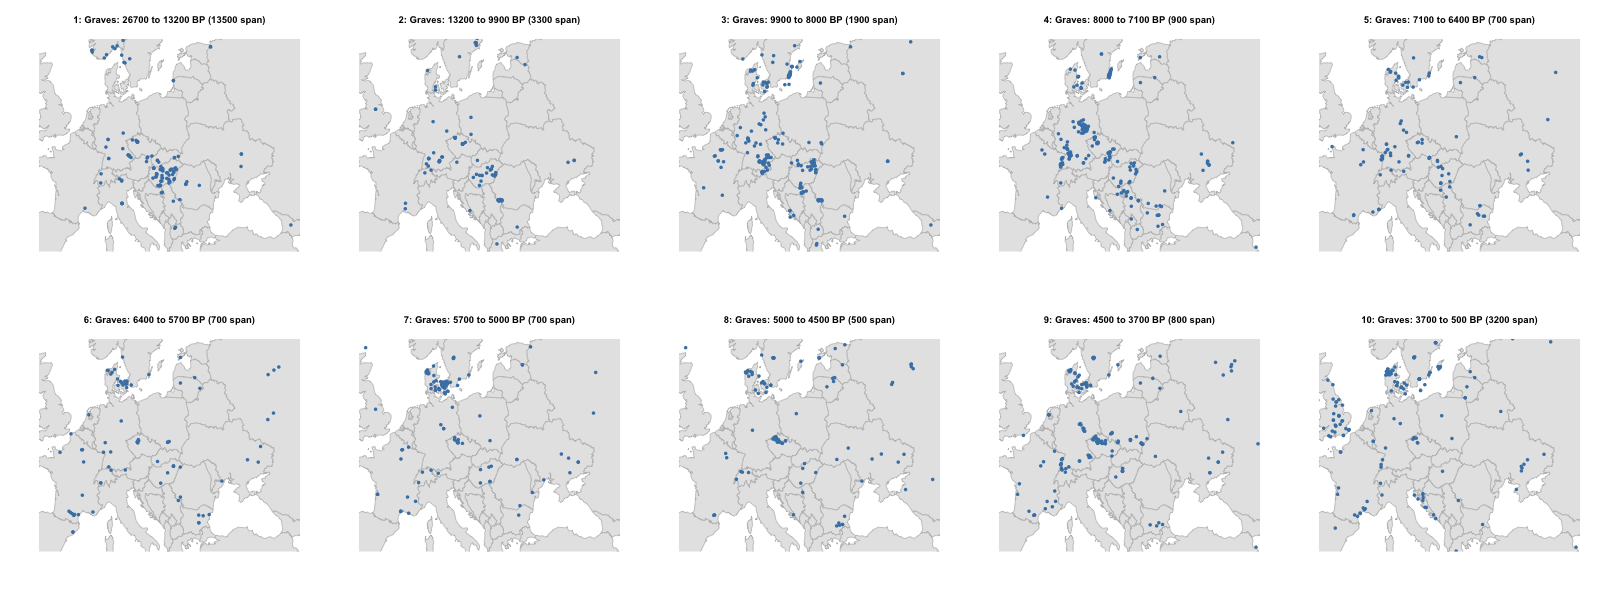 1: Graves: 26700 to 13200 BP (13500 span)
2: Graves: 13200 to 9900 BP (3300 span)
3: Graves: 9900 to 8000 BP (1900 span)
4: Graves: 8000 to 7100 BP (900 span)
5: Graves: 7100 to 6400 BP (700 span)
6: Graves: 6400 to 5700 BP (700 span)
7: Graves: 5700 to 5000 BP (700 span)
8: Graves: 5000 to 4500 BP (500 span)
9: Graves: 4500 to 3700 BP (800 span)
10: Graves: 3700 to 500 BP (3200 span)